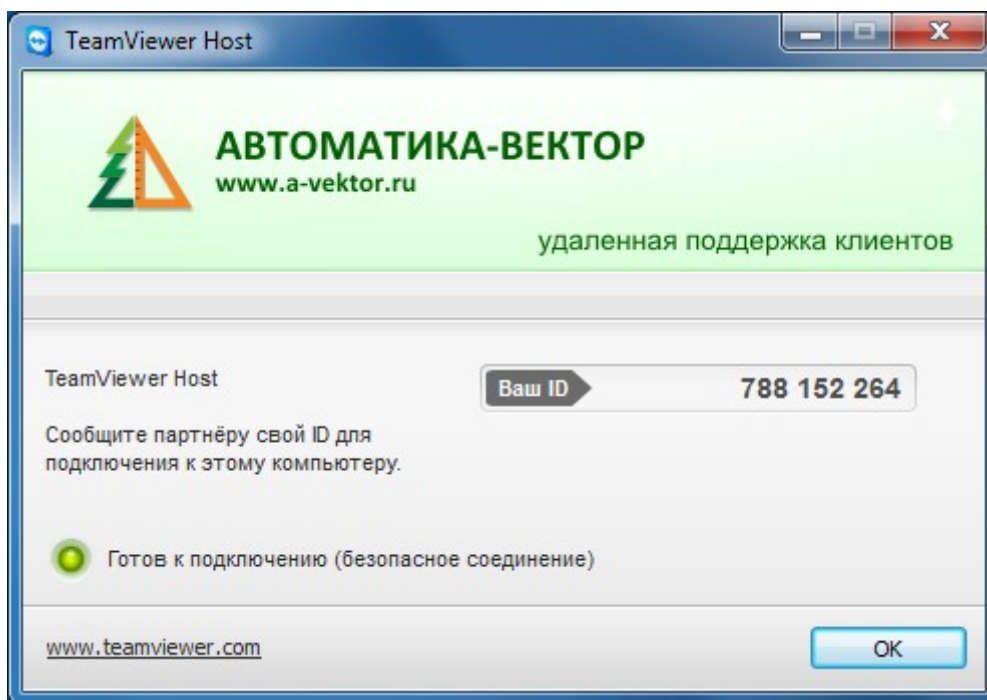 TeamViewer Host
АВТОМАТИКА-ВЕКТОР
www.a-vektor.ru
удаленная поддержка клиентов
TeamViewer Host
Ваш ID
788 152 264
Сообщите партнёру свой ID для
подключения к этому компьютеру.
Готов к подключению (безопасное соединение)
www.teamviewer.com
OK